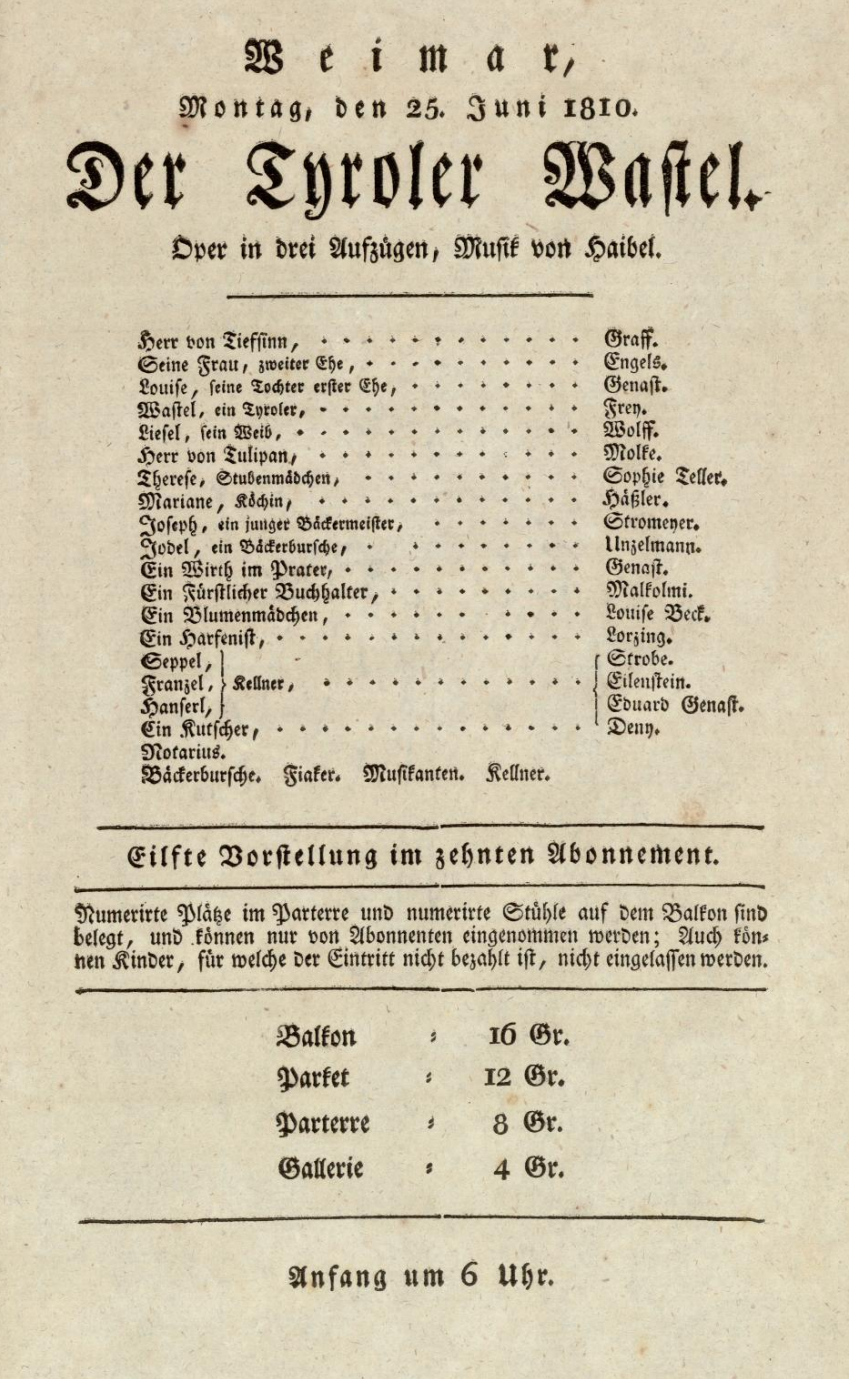 Weimar,
Montag, den 25. Juni 1810.
Der Tyroler Wastel.
Oper in drei Aufzügen, Musik von Haibel.
Herr von Tiefsinn, Graff.
Seine Frau, zweiter Ehe, Engels.
Louise, seine Tochter erster Ehe, Genast.
Wastel, ein Tyroler, Frey.
Liesel, sein Weib, Wolff.
Herr von Tulipan, Molke.
Therese, Stubenmädchen, Sophie Teller.
Mariane, Köchin, Häßler.
Joseph, ein junger Bäckermeister, Stromeyer.
Jodel, ein Bäckerbursche, Unzelmann.
Ein Wirth im Prater, Genast.
Ein Fürstlicher Buchhalter, Malkolmi.
Ein Blumenmädchen, Louise Beck.
Ein Harfenist, Lorzing.
Seppel, Strobe.
Franzel, Kellner, Eilenstein.
Hanserl, Eduard Genast.
Ein Kutscher, Deny.
Notarius.
Bäckerbursche. Fiaker. Musikanten. Kellner.
Eilfte Vorstellung im zehnten Abonnement.
Numerirte Plätze im Parterre und numerirte Stühle auf dem Balkon sind
belegt, und können nur von Abonnenten eingenommen werden; Auch kön-
nen Kinder, für welche der Eintritt nicht bezahlt ist, nicht eingelassen werden.
Balkon = 16 Gr.
Parket = 12 Gr.
Parterre = 8 Gr.
Gallerie = 4 Gr.
Anfang um 6 Uhr.